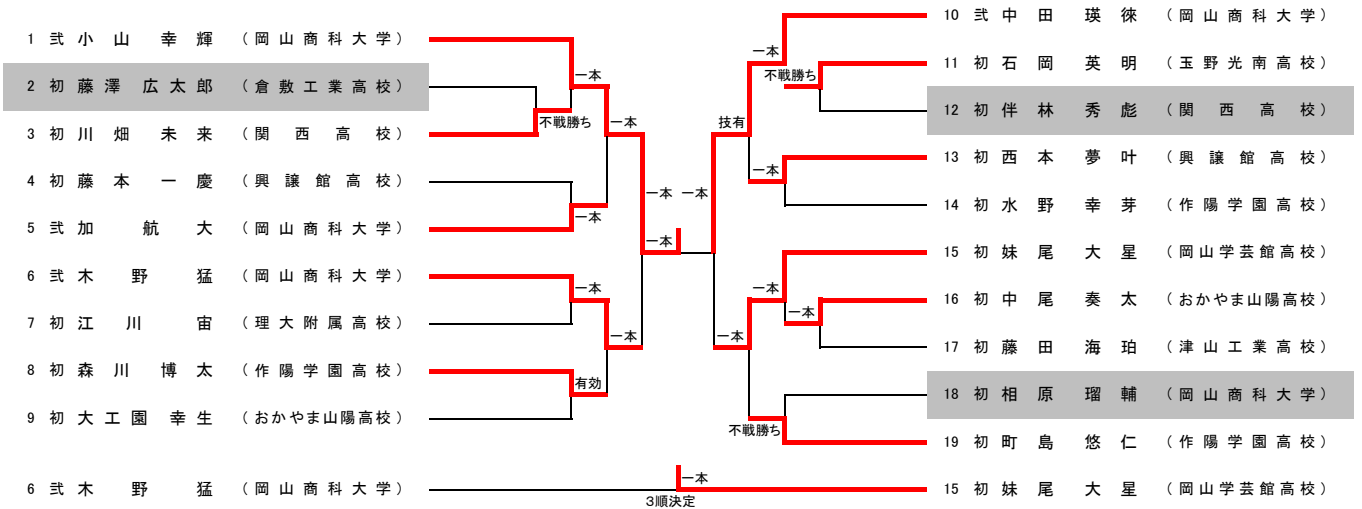 1 弐 小山 幸輝 (岡山商科大学)
2 初 藤澤 広太郎 (倉敷工業高校)
3 初 川畑 未来 (関西高校)
4 初 藤本 一慶 (興譲館高校)
5 弐 加 航大 (岡山商科大学)
6 弐 木野 猛 (岡山商科大学)
7 初 江川 宙 (理大附属高校)
8 初 森川 博太 (作陽学園高校)
9 初 大工園 幸生 (おかやま山陽高校)
6 弐 木野 猛 (岡山商科大学)
一本
不戦勝ち
一本
一本
一本
一本
一本
有効
一本
一本
一本
技有
一本
不戦勝ち
一本
一本
一本
一本
不戦勝ち
一本
3順決定
10 弐 中田 瑛徠 (岡山商科大学)
11 初 石岡 英明 (玉野光南高校)
12 初 伴林 秀彪 (関西高校)
13 初 西本 夢叶 (興譲館高校)
14 初 水野 幸芽 (作陽学園高校)
15 初 妹尾 大星 (岡山学芸館高校)
16 初 中尾 奏太 (おかやま山陽高校)
17 初 藤田 海珀 (津山工業高校)
18 初 相原 瑠輔 (岡山商科大学)
19 初 町島 悠仁 (作陽学園高校)
15 初 妹尾 大星 (岡山学芸館高校)